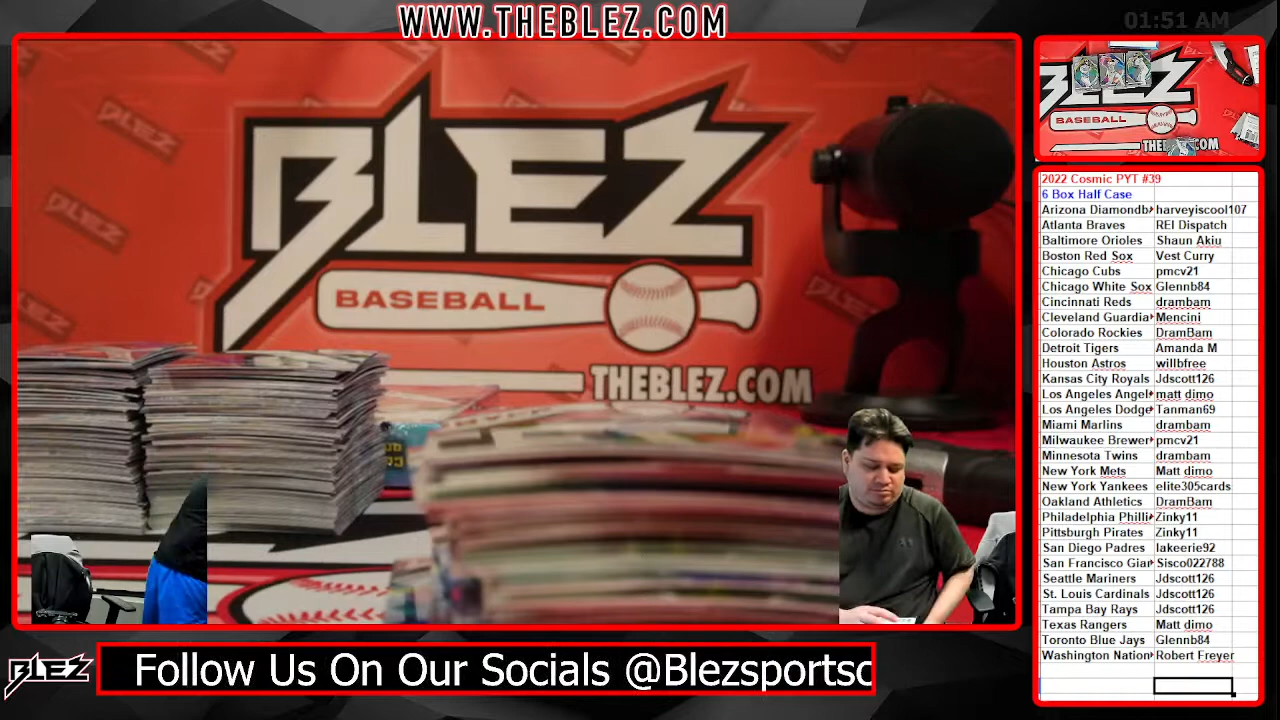 WWW.THEBLEZ.COM
01:51 AM
BLEZ
BASEBALL
THEBLEZ.COM
BLEZ
BASEBALL
2022 Cosmic PYT #39
6 Box Half Case
Arizona Diamondb harveyiscool107
Atlanta Braves REI Dispatch
Baltimore Orioles Shaun Akiu
Boston Red Sox Vest Curry
Chicago Cubs pmcv21
Chicago White Sox Glennb84
Cincinnati Reds drambam
Cleveland Guardia Mencini
Colorado Rockies DramBam
Detroit Tigers Amanda M
Houston Astros willbfree
Kansas City Royals Jdscott126
Los Angeles Angel matt dimo
Los Angeles Dodge Tanman69
Miami Marlins drambam
Milwaukee Brewer pmcv21
Minnesota Twins drambam
New York Mets Matt dimo
New York Yankees elite305cards
Oakland Athletics DramBam
Philadelphia Philli Zinky11
Pittsburgh Pirates Zinky11
San Diego Padres lakeerie92
San Francisco Gian Sisco022788
Seattle Mariners Jdscott126
St. Louis Cardinals Jdscott126
Tampa Bay Rays Jdscott126
Texas Rangers Matt dimo
Toronto Blue Jays Glennb84
Washington Nation Robert Freyer
BLEZ
Follow Us On Our Socials @Blezsportsc